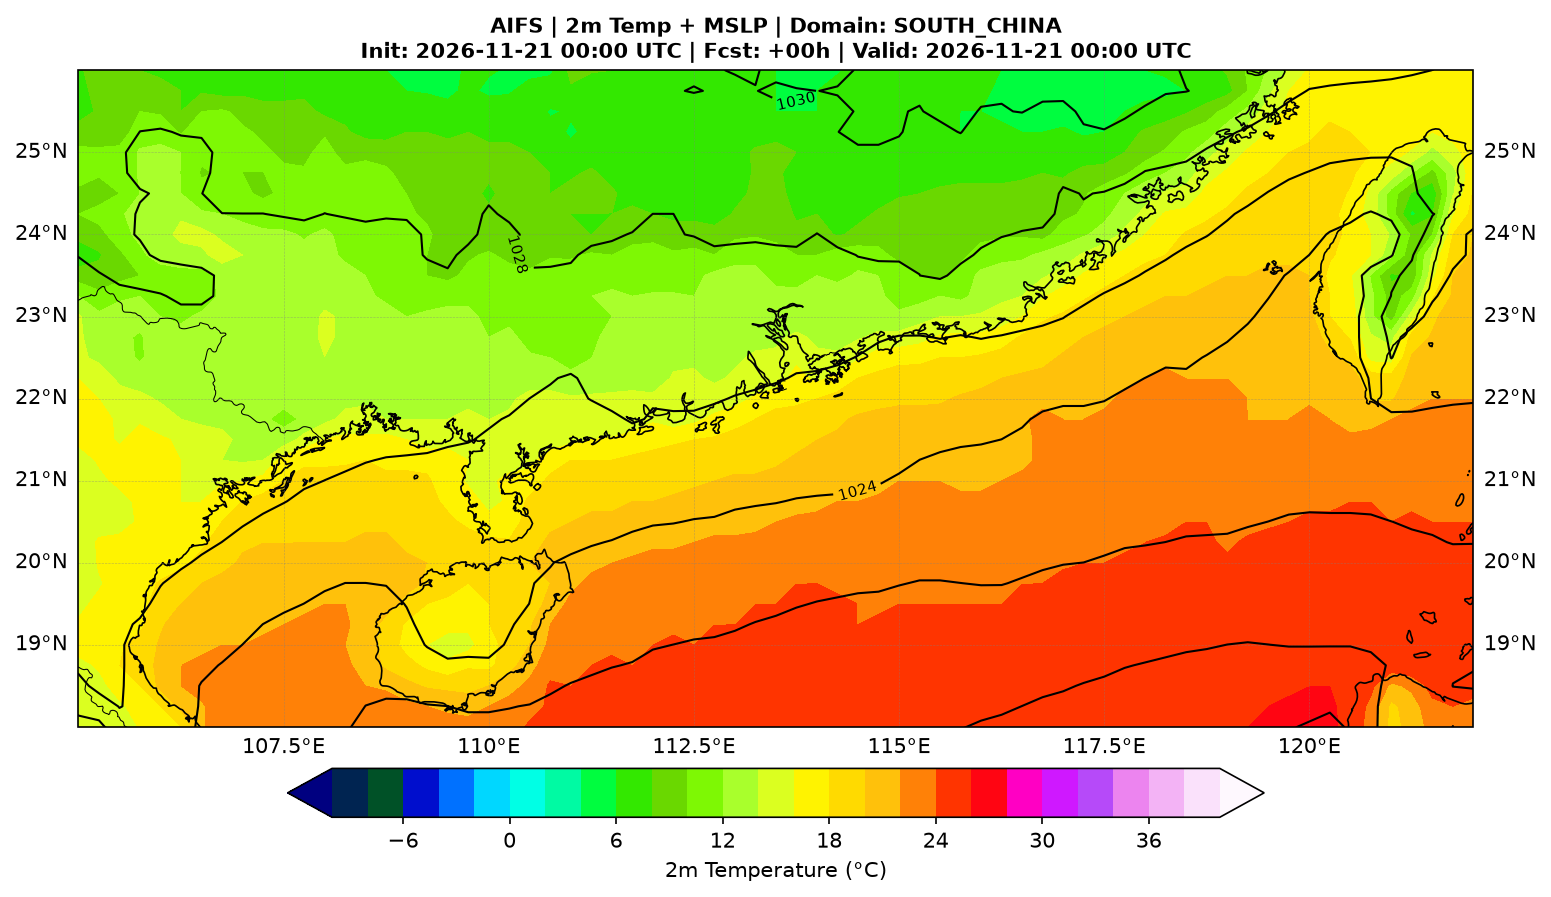 AIFS | 2m Temp + MSLP | Domain: SOUTH_CHINA
Init: 2026-11-21 00:00 UTC | Fcst: +00h | Valid: 2026-11-21 00:00 UTC
1030
25°N 25°N
24°N 24°N
1028
23°N 23°N
22°N 22°N
21°N 21°N
1024
20°N 20°N
19°N 19°N
107.5°E 110°E 112.5°E 115°E 117.5°E 120°E
−6 0 6 12 18 24 30 36
2m Temperature (°C)